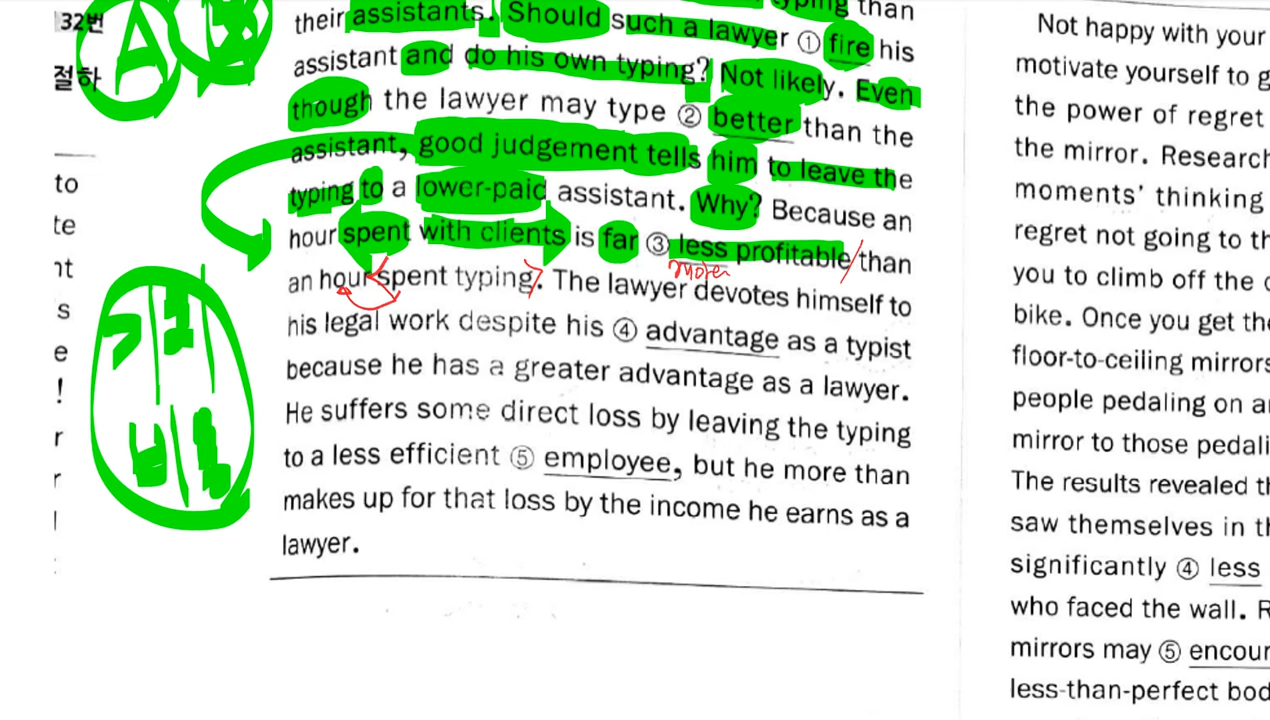 32번
절하
to
te
nt
s
e
!
r
r
l
than
their assistants. Should such a lawyer ① fire his
assistant and do his own typing? Not likely. Even
though the lawyer may type ② better than the
assistant, good judgement tells him to leave the
typing to a lower-paid assistant. Why? Because an
hour spent with clients is far ③ less profitable than
more
an hour spent typing. The lawyer devotes himself to
his legal work despite his ④ advantage as a typist
because he has a greater advantage as a lawyer.
He suffers some direct loss by leaving the typing
to a less efficient ⑤ employee, but he more than
makes up for that loss by the income he earns as a
lawyer.
A
Not happy with your
motivate yourself to g
the power of regret
the mirror. Research
moments' thinking
regret not going to th
you to climb off the c
bike. Once you get the
floor-to-ceiling mirrors
people pedaling on a
mirror to those pedali
The results revealed th
saw themselves in th
significantly ④ less
who faced the wall. R
mirrors may ⑤ encour
less-than-perfect bod